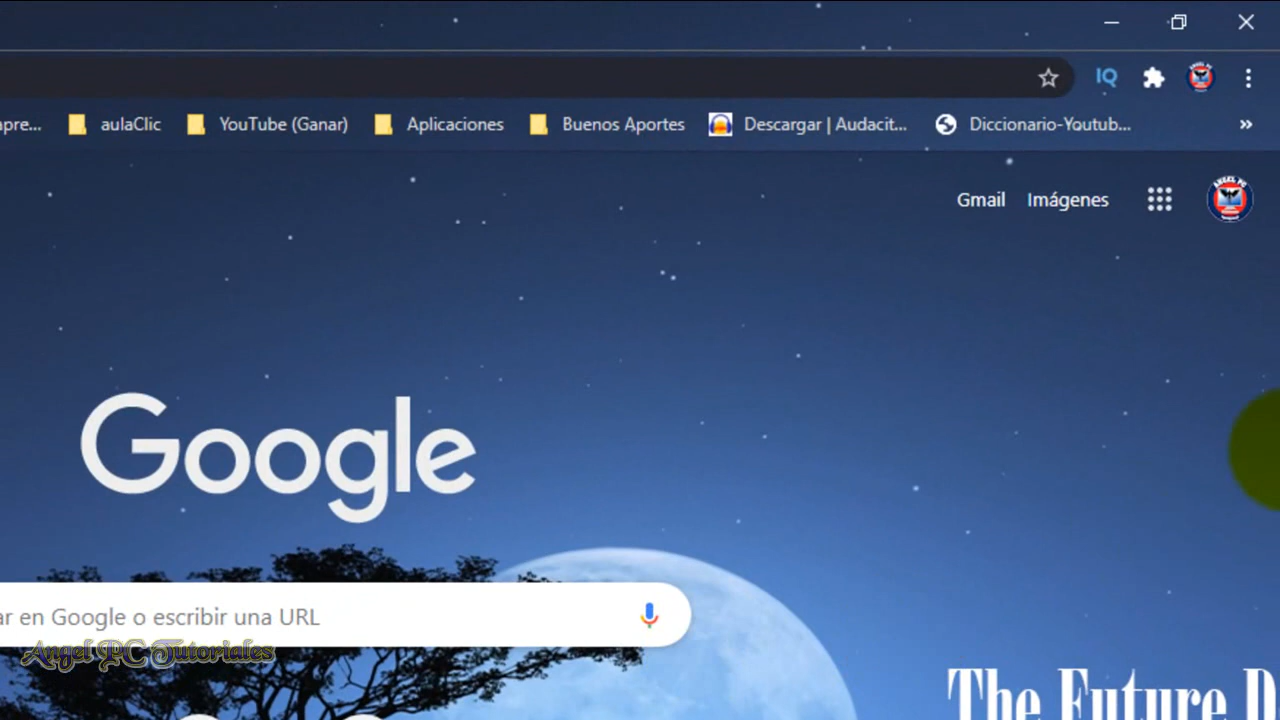 IQ
apre... aulaClic YouTube (Ganar) Aplicaciones Buenos Aportes Descargar | Audacit... Diccionario-Youtub... »
Gmail Imágenes
Google
ar en Google o escribir una URL
Angel PC Tutoriales
The Future D